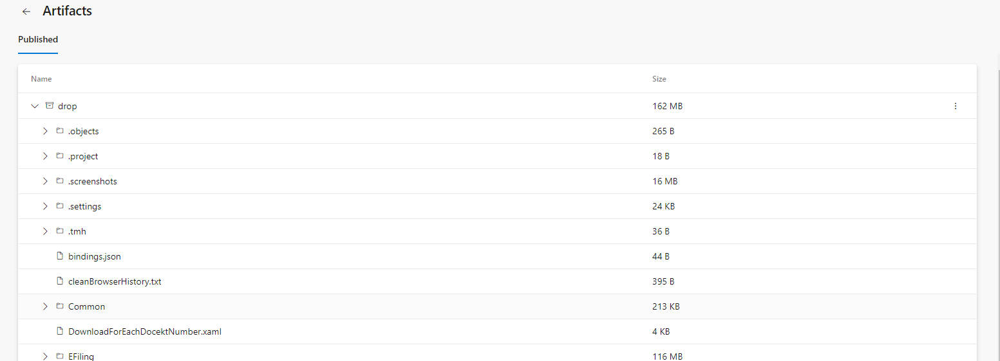 Artifacts
Published
Name Size
drop 162 MB
.objects 265 B
.project 18 B
.screenshots 16 MB
.settings 24 KB
.tmh 36 B
bindings.json 44 B
cleanBrowserHistory.txt 395 B
Common 213 KB
DownloadForEachDocektNumber.xaml 4 KB
EFiling 116 MB